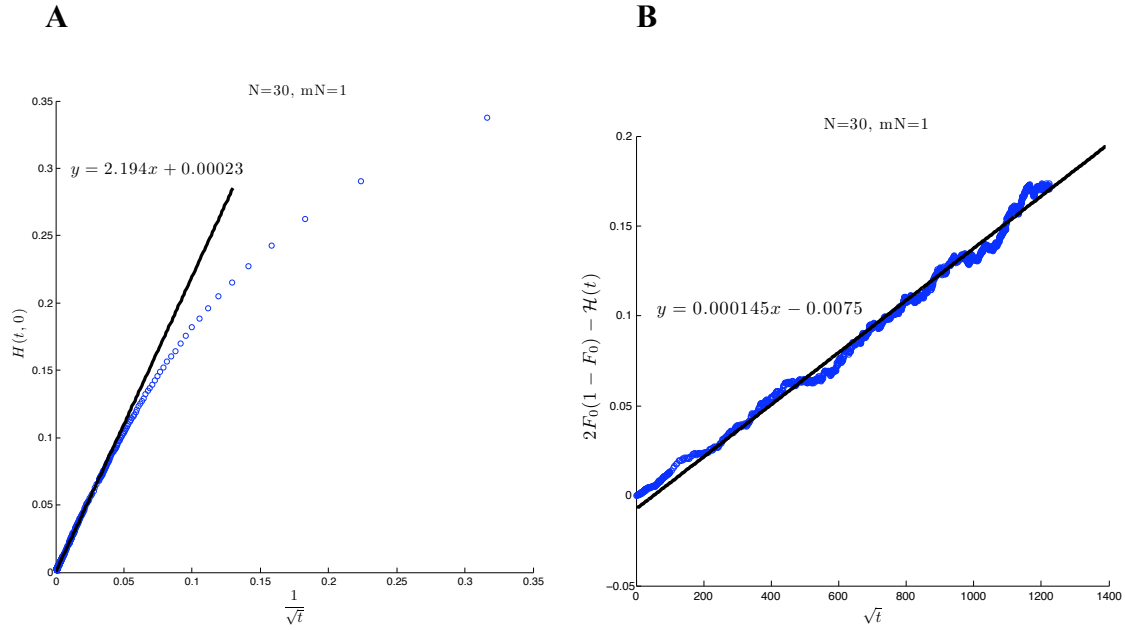 A
N=30, mN=1
H(t, 0)
0.35
0.3
0.25
0.2
0.15
0.1
0.05
0
y = 2.194x + 0.00023
0 0.05 0.1 0.15 0.2 0.25 0.3 0.35
1/√t
B
N=30, mN=1
2F₀(1 − F₀) − ℋ(t)
0.2
0.15
0.1
0.05
0
−0.05
y = 0.000145x − 0.0075
0 200 400 600 800 1000 1200 1400
√t